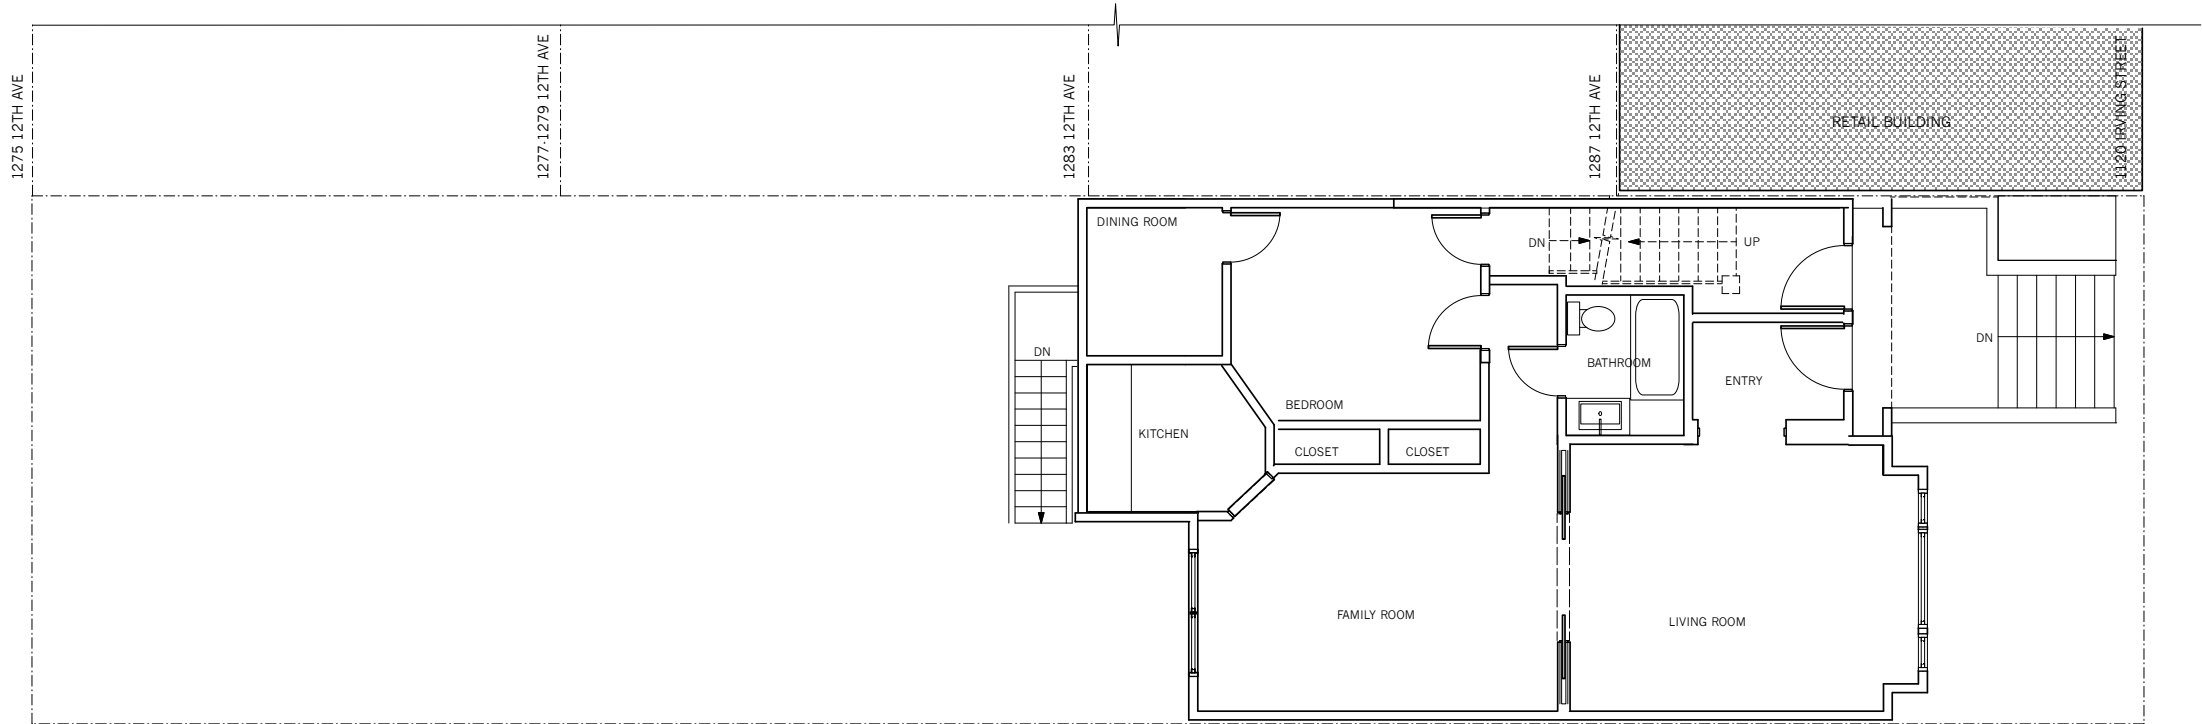 1275 12TH AVE
1277-1279 12TH AVE
1283 12TH AVE
1287 12TH AVE
1120 IRVING STREET
RETAIL BUILDING
DINING ROOM
DN
UP
DN
DN
BATHROOM
ENTRY
BEDROOM
KITCHEN
CLOSET
CLOSET
FAMILY ROOM
LIVING ROOM